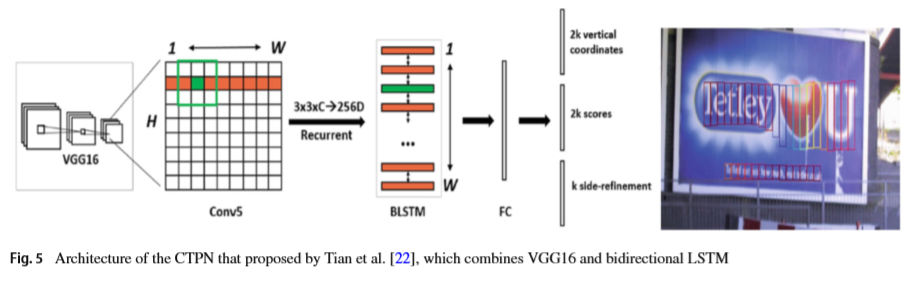 1 W
H
VGG16
Conv5
3x3xC→256D
Recurrent
1
...
W
BLSTM
FC
2k vertical
coordinates
2k scores
k side-refinement
Tetley
U
Fig. 5 Architecture of the CTPN that proposed by Tian et al. [22], which combines VGG16 and bidirectional LSTM